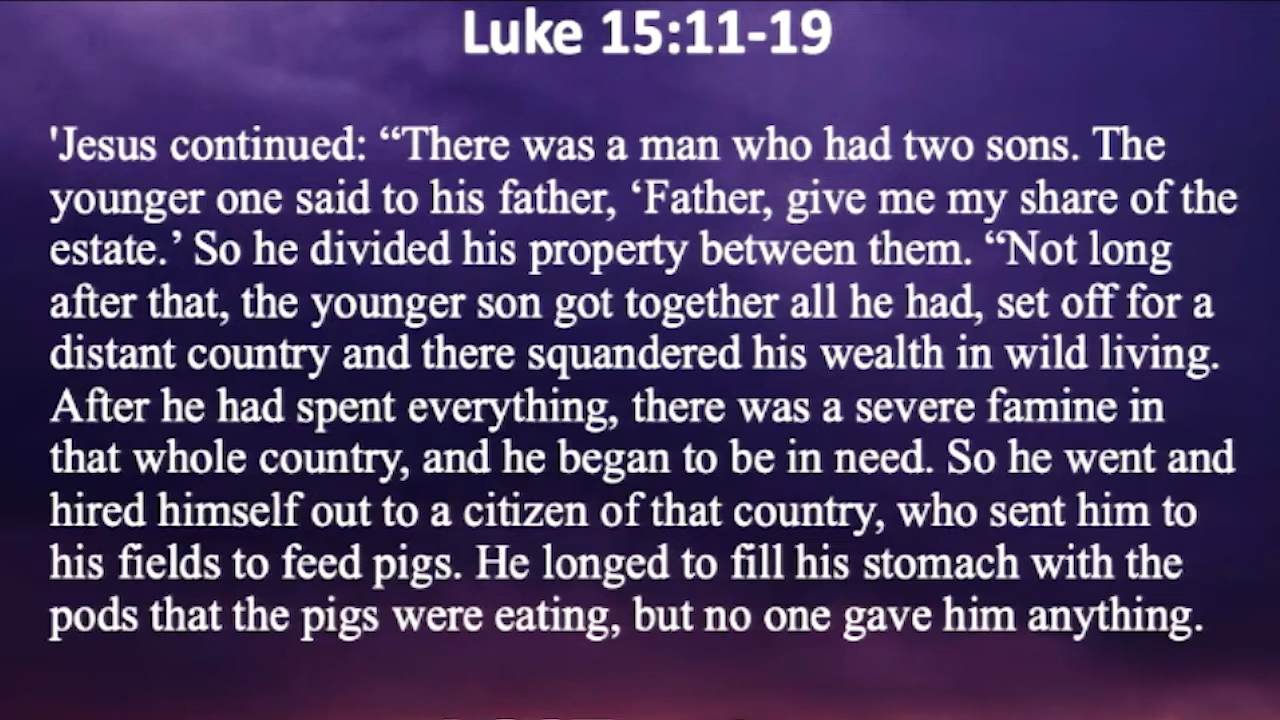 Luke 15:11-19
'Jesus continued: “There was a man who had two sons. The
younger one said to his father, ‘Father, give me my share of the
estate.’ So he divided his property between them. “Not long
after that, the younger son got together all he had, set off for a
distant country and there squandered his wealth in wild living.
After he had spent everything, there was a severe famine in
that whole country, and he began to be in need. So he went and
hired himself out to a citizen of that country, who sent him to
his fields to feed pigs. He longed to fill his stomach with the
pods that the pigs were eating, but no one gave him anything.